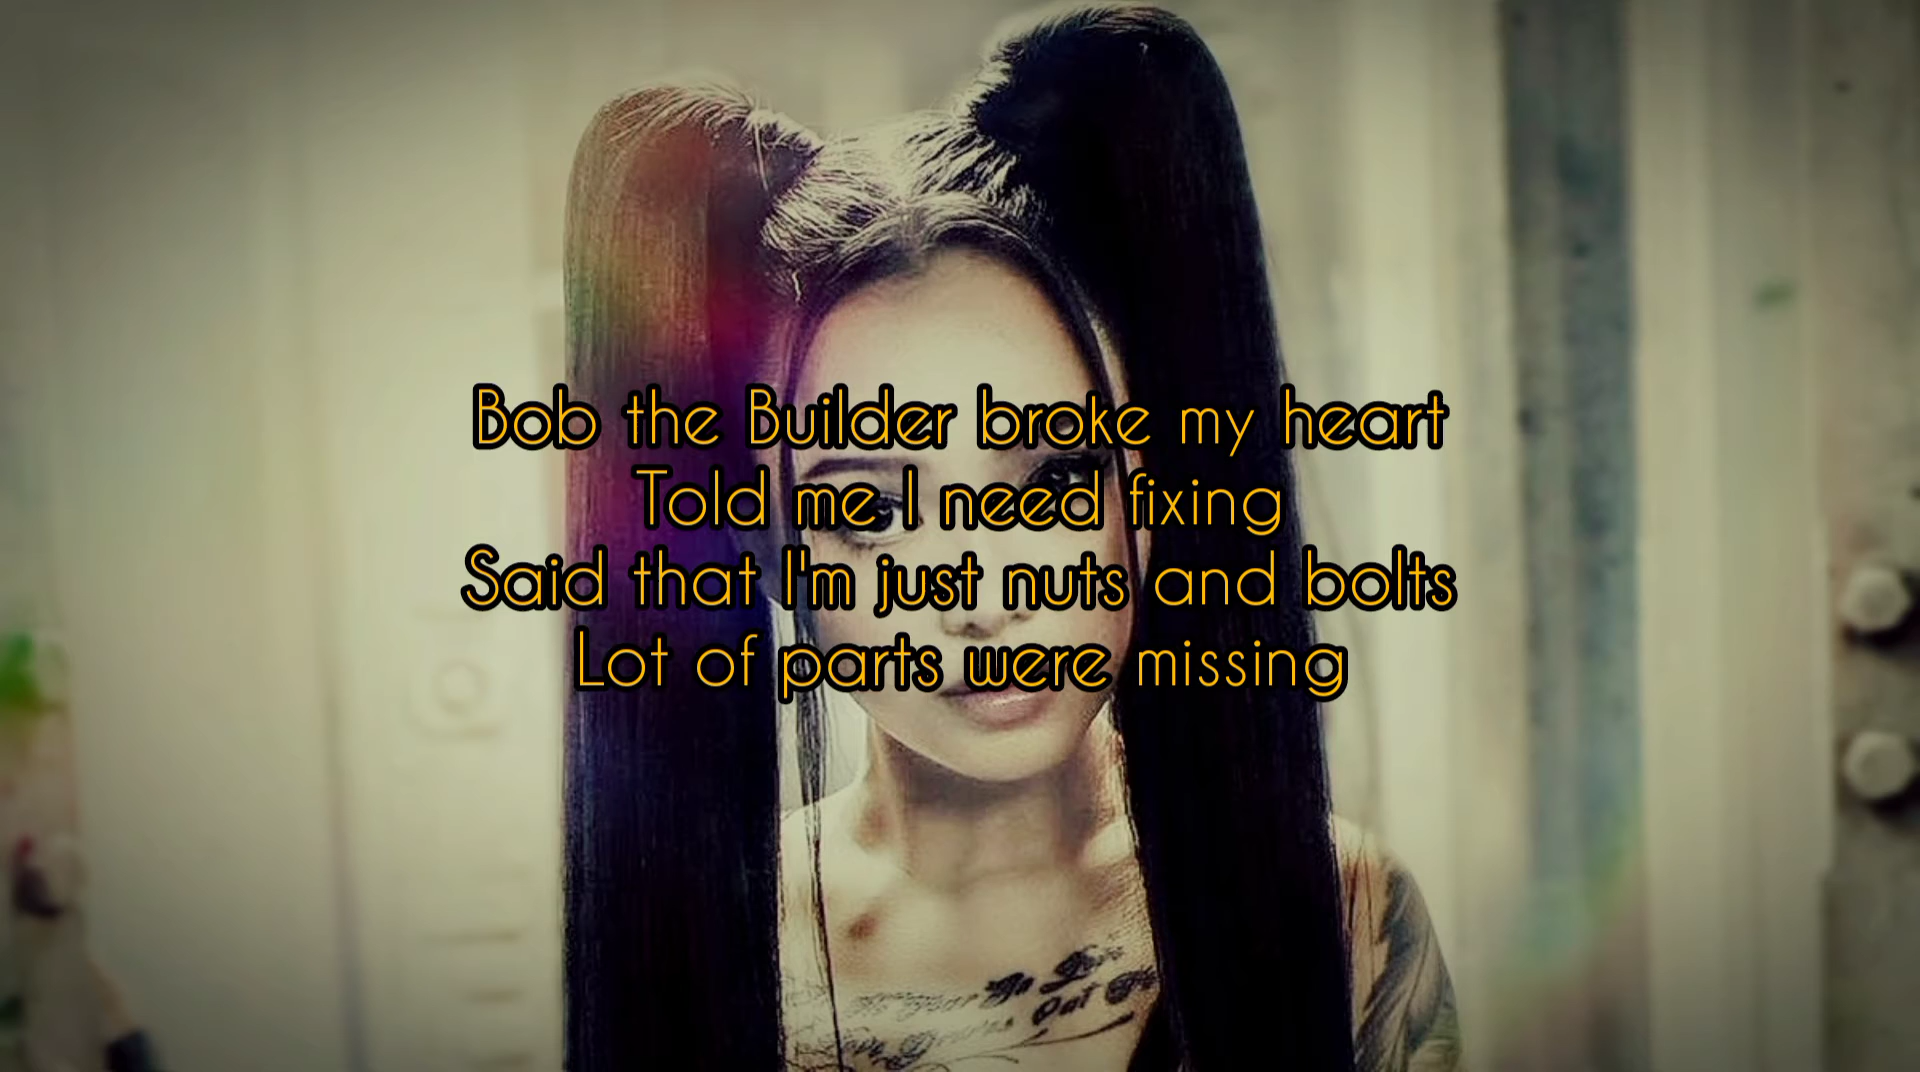 Bob the Builder broke my heart
Told me I need fixing
Said that I'm just nuts and bolts
Lot of parts were missing